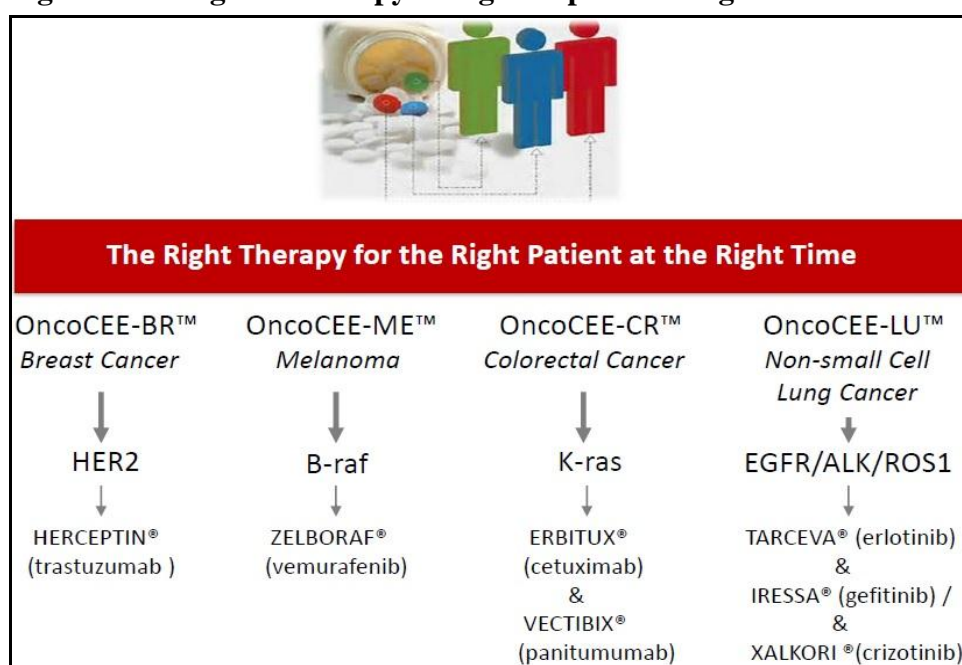 The Right Therapy for the Right Patient at the Right Time
OncoCEE-BR™
Breast Cancer
HER2
HERCEPTIN®
(trastuzumab )
OncoCEE-ME™
Melanoma
B-raf
ZELBORAF®
(vemurafenib)
OncoCEE-CR™
Colorectal Cancer
K-ras
ERBITUX®
(cetuximab)
&
VECTIBIX®
(panitumumab)
OncoCEE-LU™
Non-small Cell
Lung Cancer
EGFR/ALK/ROS1
TARCEVA® (erlotinib)
&
IRESSA® (gefitinib) /
&
XALKORI ®(crizotinib)